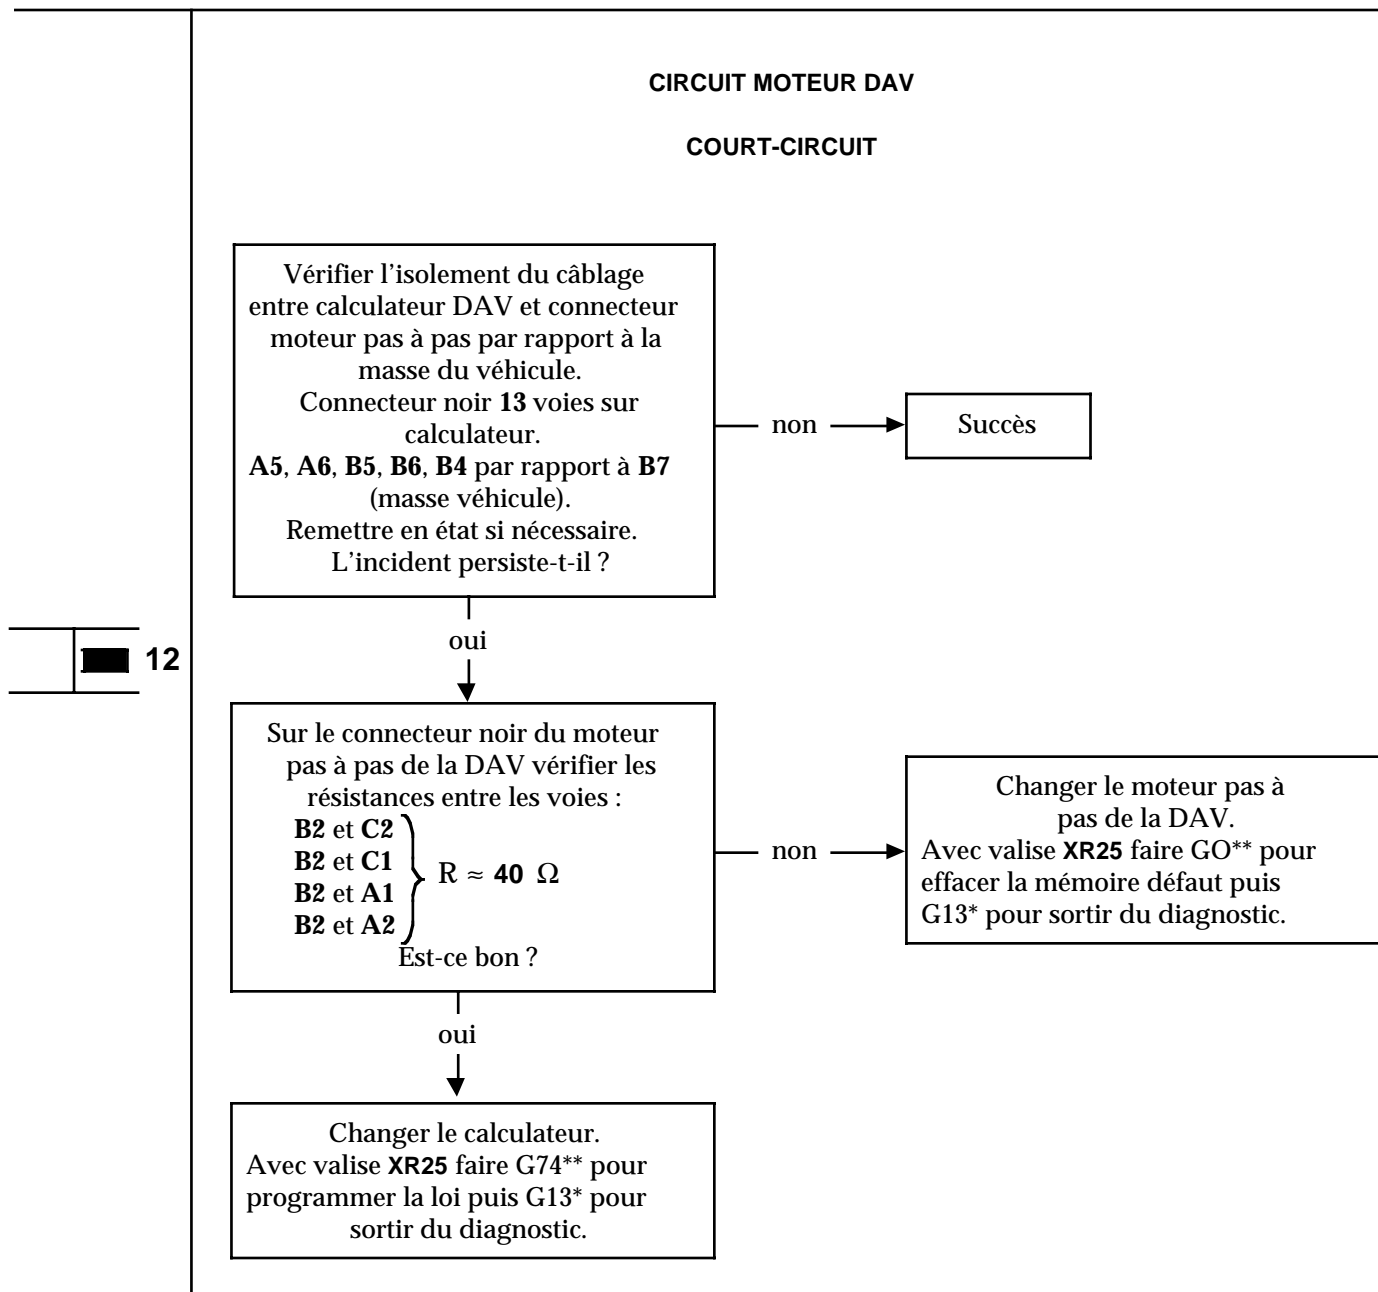 CIRCUIT MOTEUR DAV
COURT-CIRCUIT
Vérifier l'isolement du câblage
entre calculateur DAV et connecteur
moteur pas à pas par rapport à la
masse du véhicule.
Connecteur noir 13 voies sur
calculateur.
A5, A6, B5, B6, B4 par rapport à B7
(masse véhicule).
Remettre en état si nécessaire.
L'incident persiste-t-il ?
non
Succès
oui
12
Sur le connecteur noir du moteur
pas à pas de la DAV vérifier les
résistances entre les voies :
B2 et C2
B2 et C1
B2 et A1
B2 et A2
R ≈ 40 Ω
Est-ce bon ?
non
Changer le moteur pas à
pas de la DAV.
Avec valise XR25 faire GO** pour
effacer la mémoire défaut puis
G13* pour sortir du diagnostic.
oui
Changer le calculateur.
Avec valise XR25 faire G74** pour
programmer la loi puis G13* pour
sortir du diagnostic.